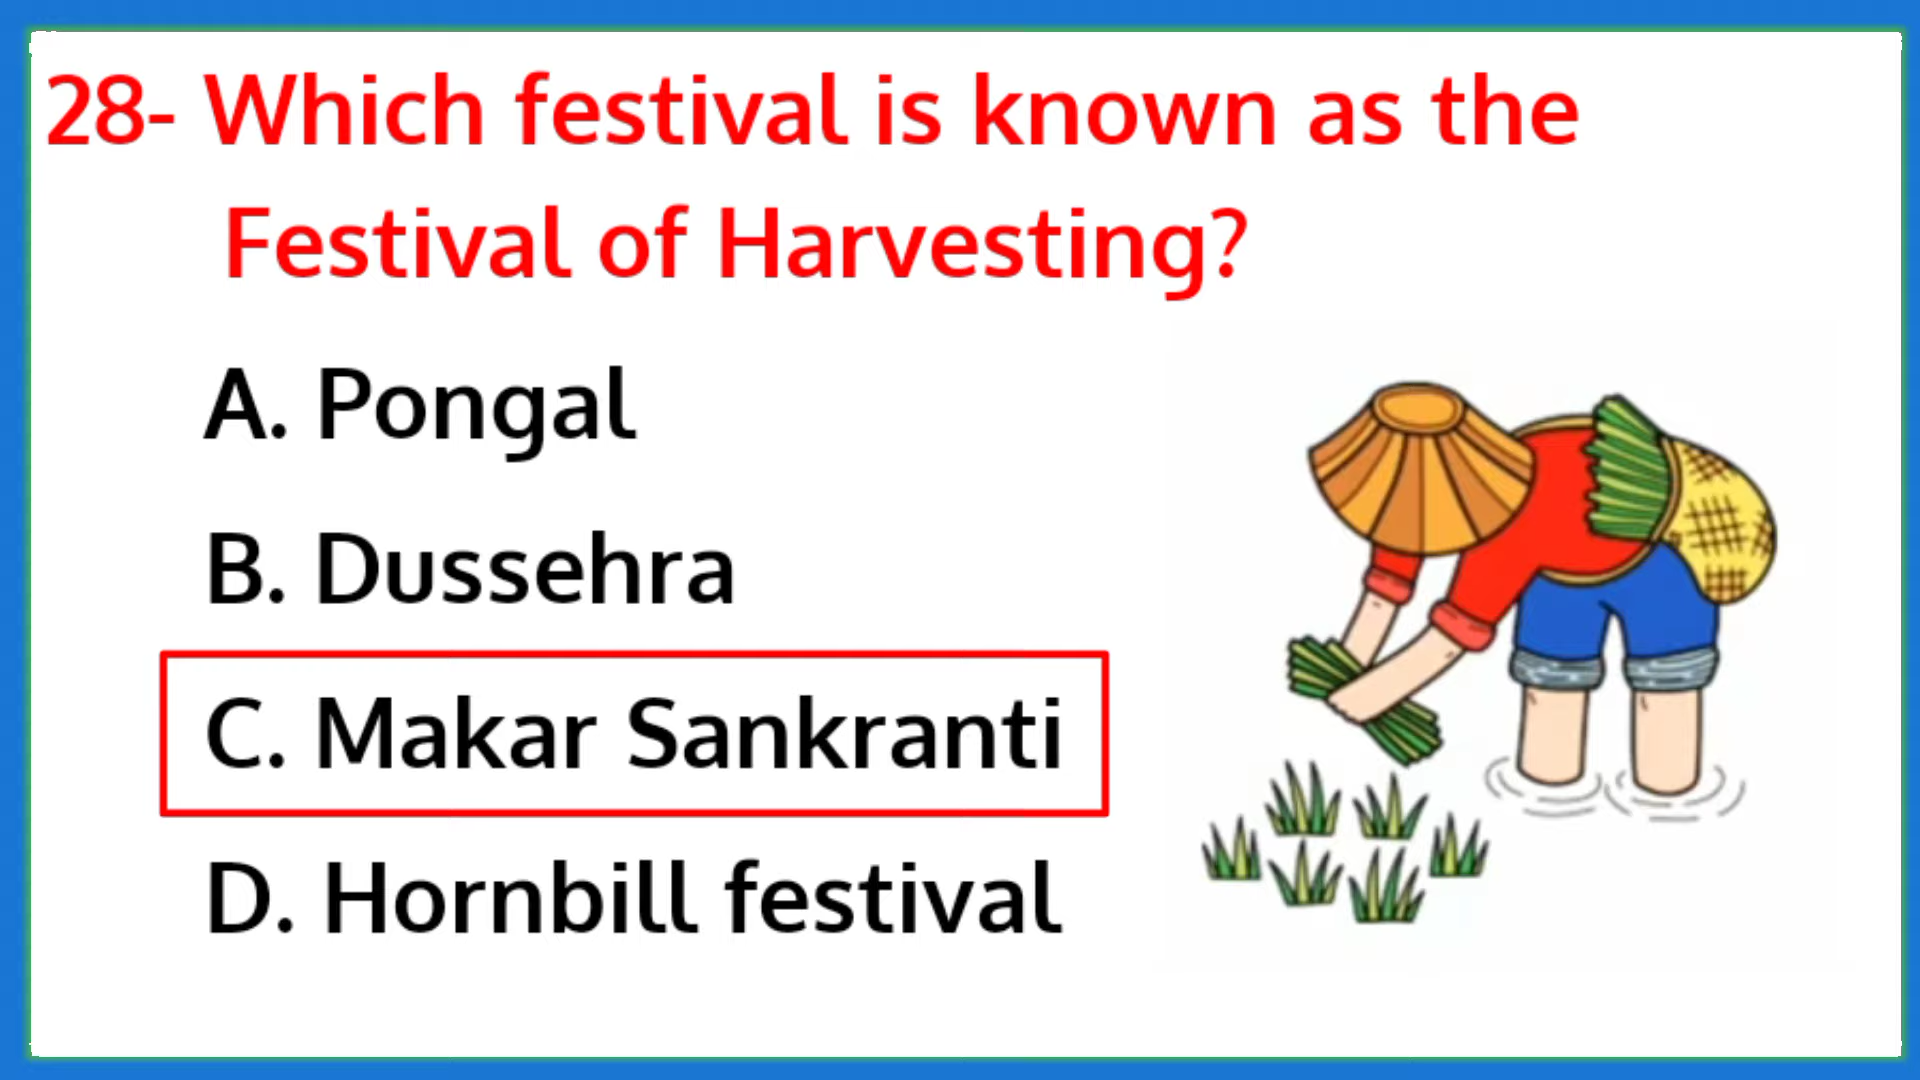 28- Which festival is known as the
Festival of Harvesting?
A. Pongal
B. Dussehra
C. Makar Sankranti
D. Hornbill festival